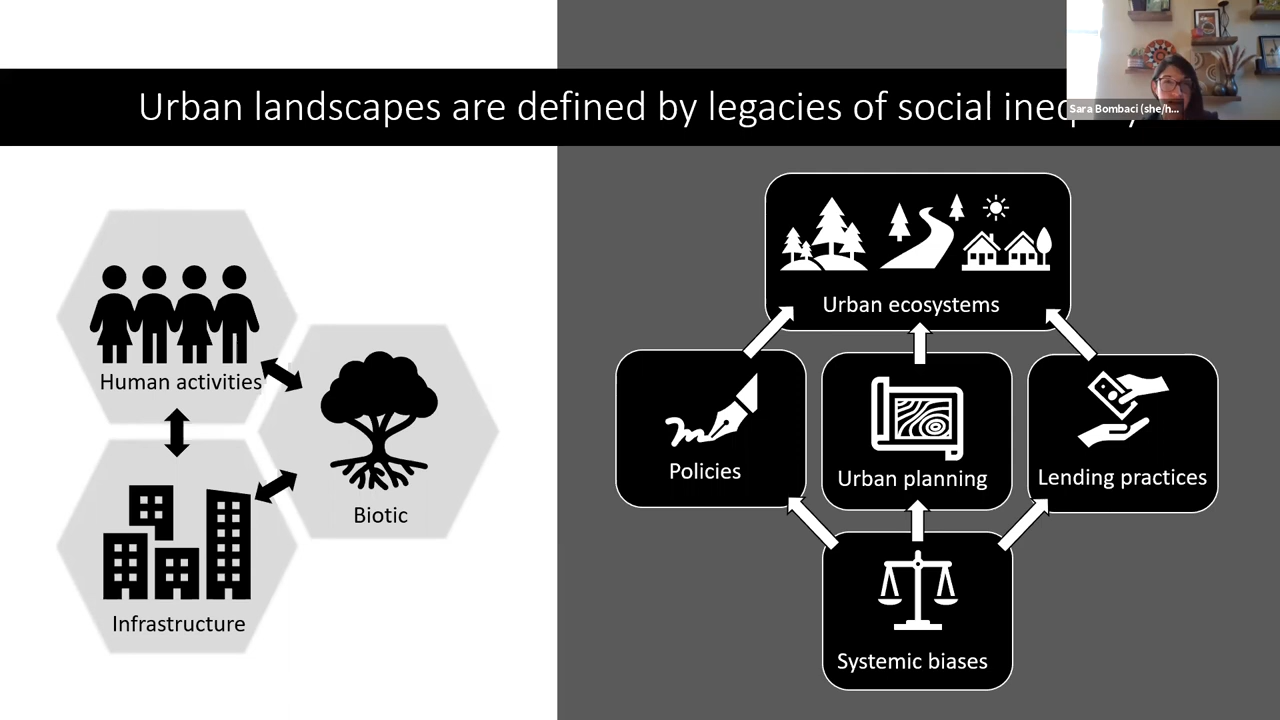 Urban landscapes are defined by legacies of social
Sara Bombaci (she/h...
Human activities
Biotic
Infrastructure
Urban ecosystems
Policies
Urban planning
Lending practices
Systemic biases